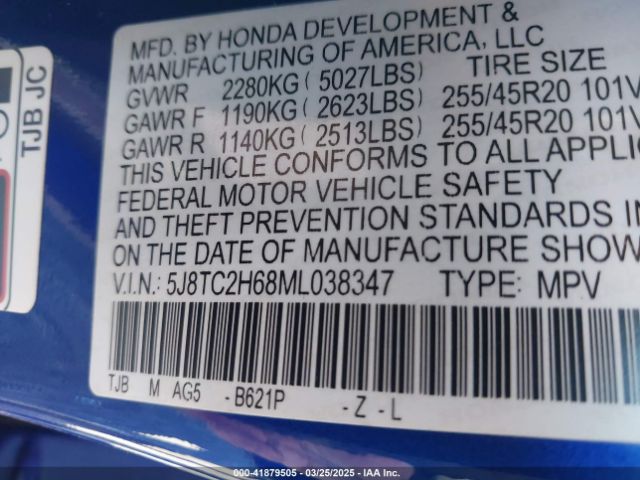 TJB JC
MFD. BY HONDA DEVELOPMENT &
MANUFACTURING OF AMERICA, LLC
GVWR 2280KG ( 5027LBS) TIRE SIZE
GAWR F 1190KG ( 2623LBS) 255/45R20 101V
GAWR R 1140KG ( 2513LBS) 255/45R20 101V
THIS VEHICLE CONFORMS TO ALL APPLIC
FEDERAL MOTOR VEHICLE SAFETY
AND THEFT PREVENTION STANDARDS IN
ON THE DATE OF MANUFACTURE SHOW
V.I.N.: 5J8TC2H68ML038347 TYPE: MPV
TJB M AG5 -B621P -Z-L
00-41879505 - 03/25/2025 - IAA Inc.